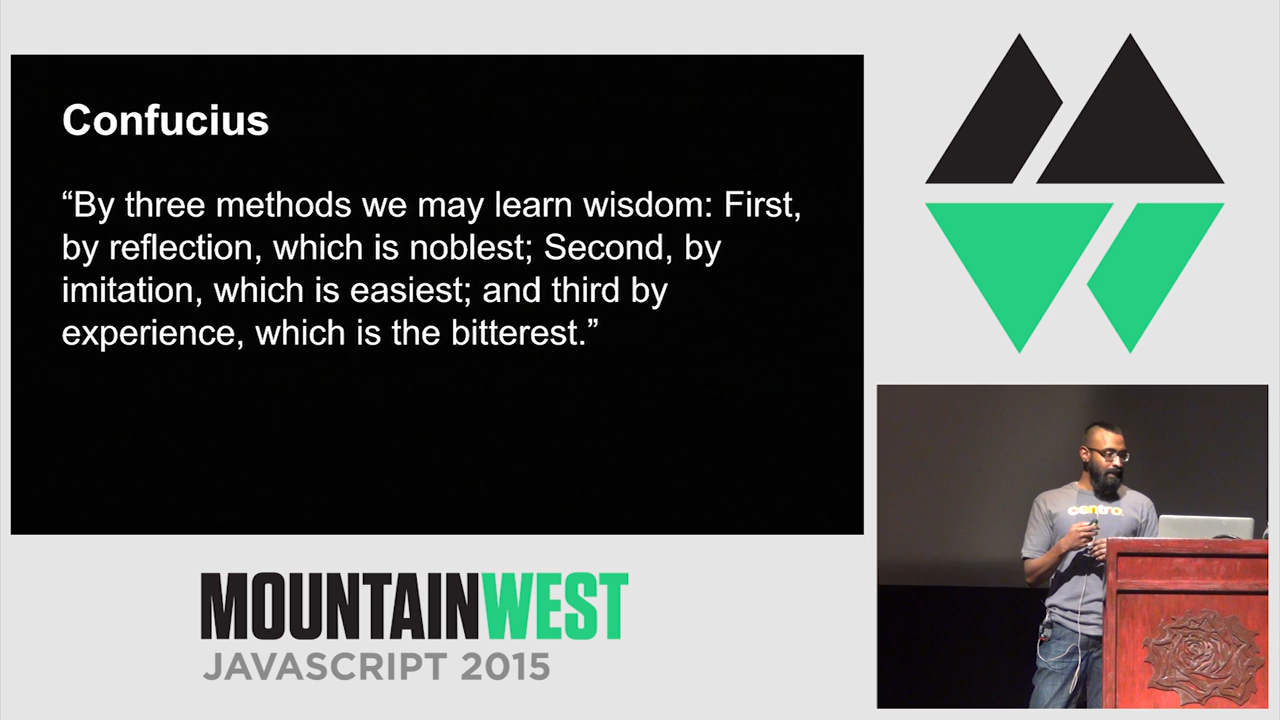 Confucius
“By three methods we may learn wisdom: First,
by reflection, which is noblest; Second, by
imitation, which is easiest; and third by
experience, which is the bitterest.”
MOUNTAINWEST
JAVASCRIPT 2015
centro.